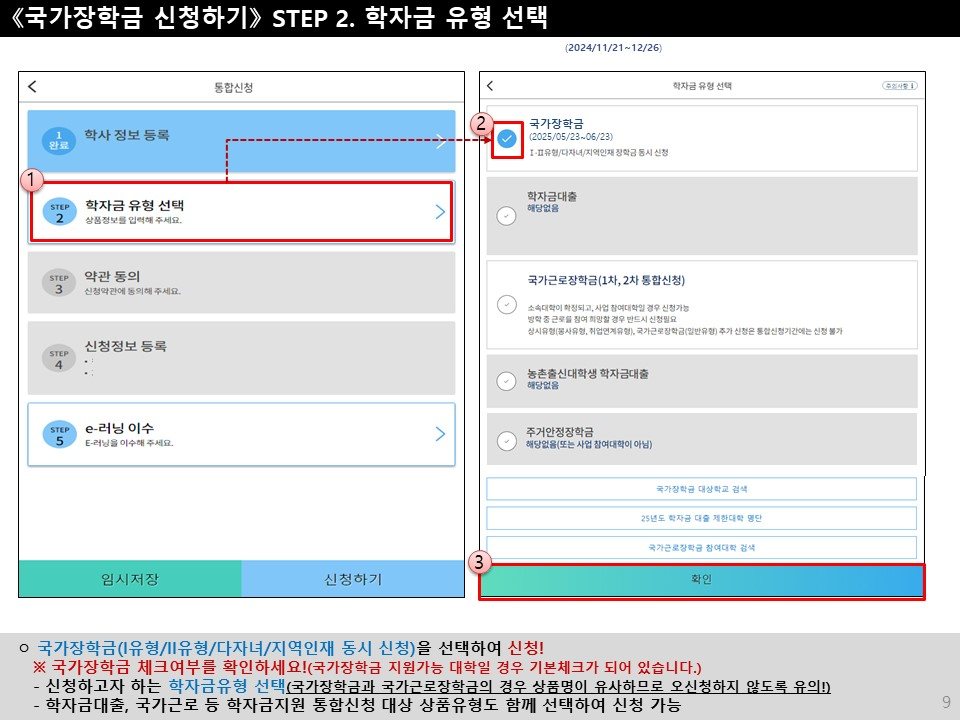 《국가장학금 신청하기》 STEP 2. 학자금 유형 선택
(2024/11/21~12/26)
통합신청
1
완료
학사 정보 등록
1
STEP
2
학자금 유형 선택
상품정보를 입력해 주세요.
STEP
3
약관 동의
신청약관에 동의해 주세요.
STEP
4
신청정보 등록
STEP
5
e-러닝 이수
E-러닝을 이수해 주세요.
임시저장
신청하기
학자금 유형 선택
주의사항
2
국가장학금
(2025/05/23~06/23)
Ⅰ·Ⅱ유형/다자녀/지역인재 장학금 동시 신청
학자금대출
해당없음
국가근로장학금(1차, 2차 통합신청)
소속대학이 확정되고, 사업 참여대학일 경우 신청가능
방학 중 근로를 참여 희망할 경우 반드시 신청필요
상시유형(봉사유형, 취업연계유형), 국가근로장학금(일반유형) 추가 신청은 통합신청기간에는 신청 불가
농촌출신대학생 학자금대출
해당없음
주거안정장학금
해당없음(또는 사업 참여대학이 아님)
국가장학금 대상학교 검색
25년도 학자금 대출 제한대학 명단
국가근로장학금 참여대학 검색
3
확인
○ 국가장학금(I유형/II유형/다자녀/지역인재 동시 신청)을 선택하여 신청!
※ 국가장학금 체크여부를 확인하세요!(국가장학금 지원가능 대학일 경우 기본체크가 되어 있습니다.)
- 신청하고자 하는 학자금유형 선택(국가장학금과 국가근로장학금의 경우 상품명이 유사하므로 오신청하지 않도록 유의!)
- 학자금대출, 국가근로 등 학자금지원 통합신청 대상 상품유형도 함께 선택하여 신청 가능
9